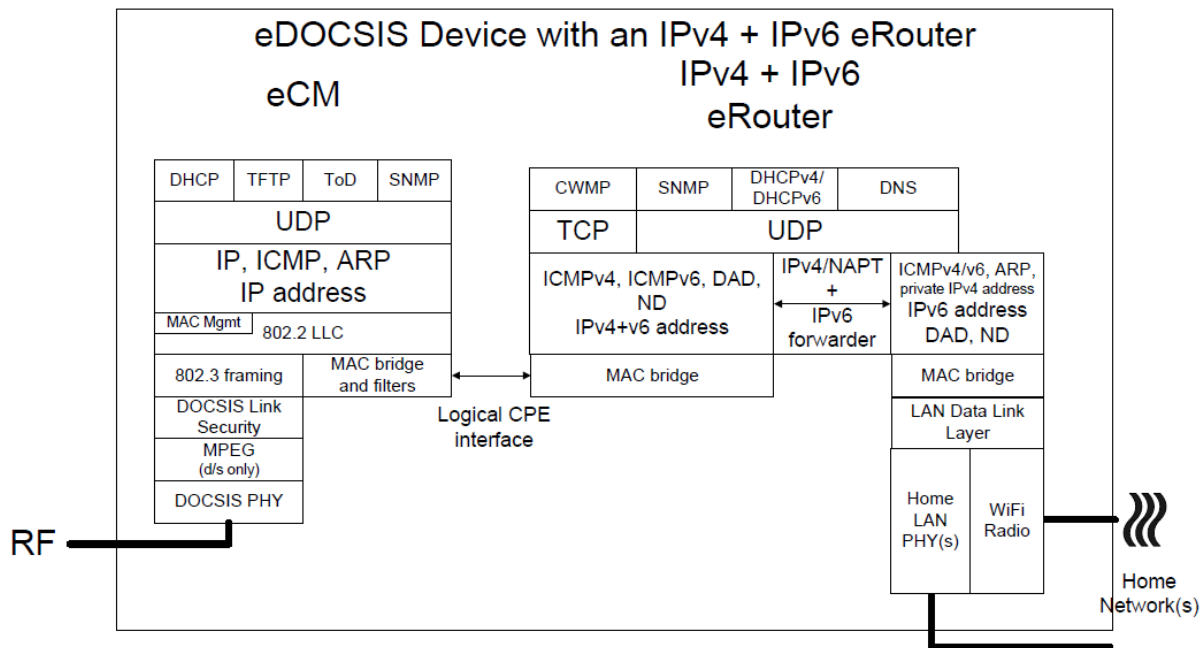 eDOCSIS Device with an IPv4 + IPv6 eRouter
IPv4 + IPv6
eCM
eRouter
DHCP
TFTP
ToD
SNMP
UDP
IP, ICMP, ARP
IP address
MAC Mgmt
802.2 LLC
802.3 framing
MAC bridge
and filters
DOCSIS Link
Security
MPEG
(d/s only)
DOCSIS PHY
RF
Logical CPE
interface
CWMP
SNMP
DHCPv4/
DHCPv6
DNS
TCP
UDP
ICMPv4, ICMPv6, DAD,
ND
IPv4+v6 address
IPv4/NAPT
+
IPv6
forwarder
ICMPv4/v6, ARP,
private IPv4 address
IPv6 address
DAD, ND
MAC bridge
MAC bridge
LAN Data Link
Layer
Home
LAN
PHY(s)
WiFi
Radio
Home
Network(s)